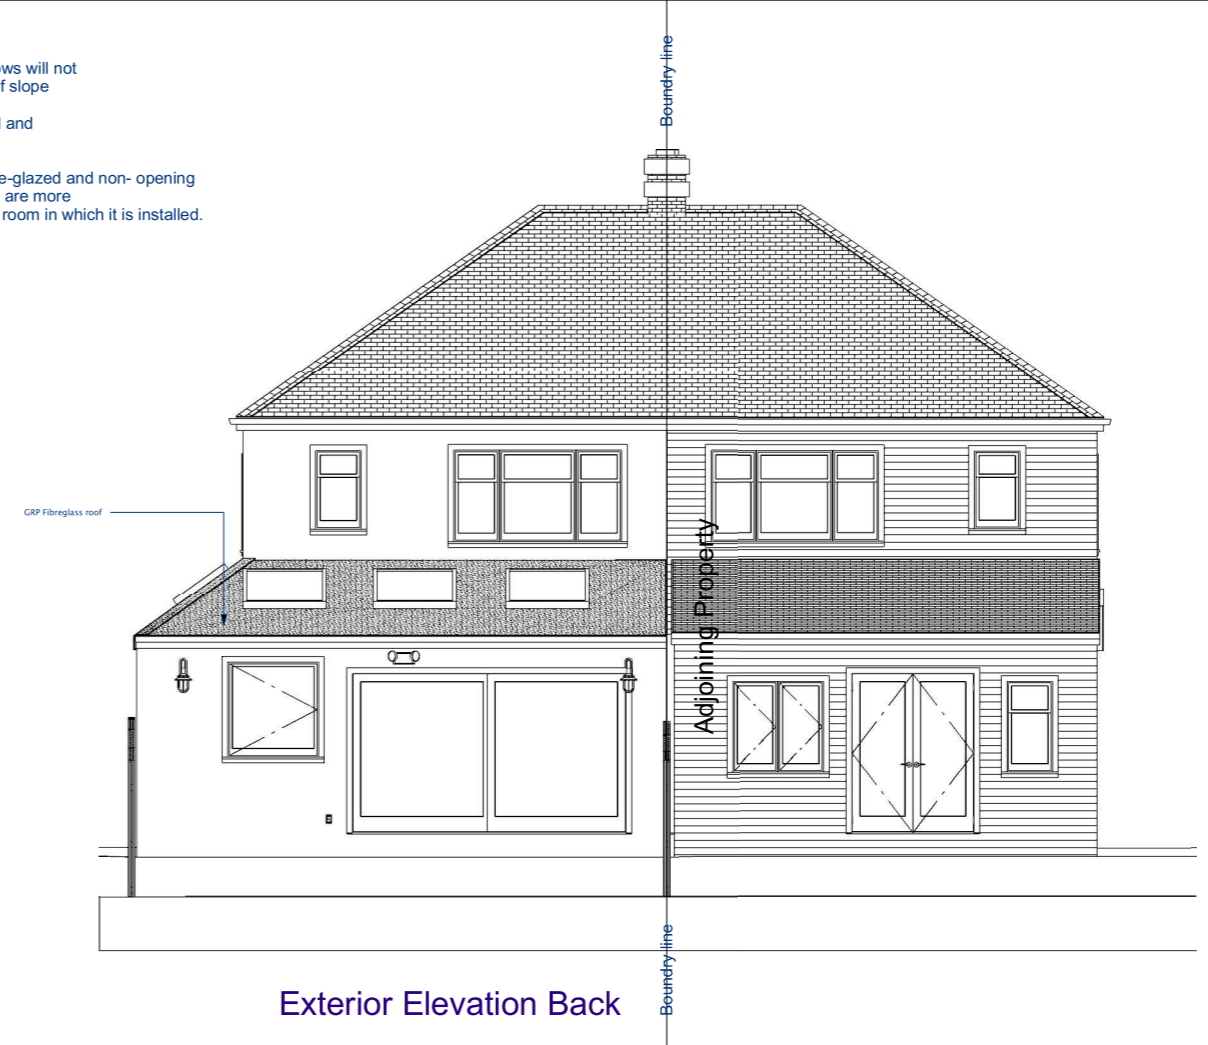 ws will not
f slope
and
e-glazed and non- opening
are more
room in which it is installed.
Boundry line
GRP Fibreglass roof
Adjoining Property
Boundry line
Exterior Elevation Back